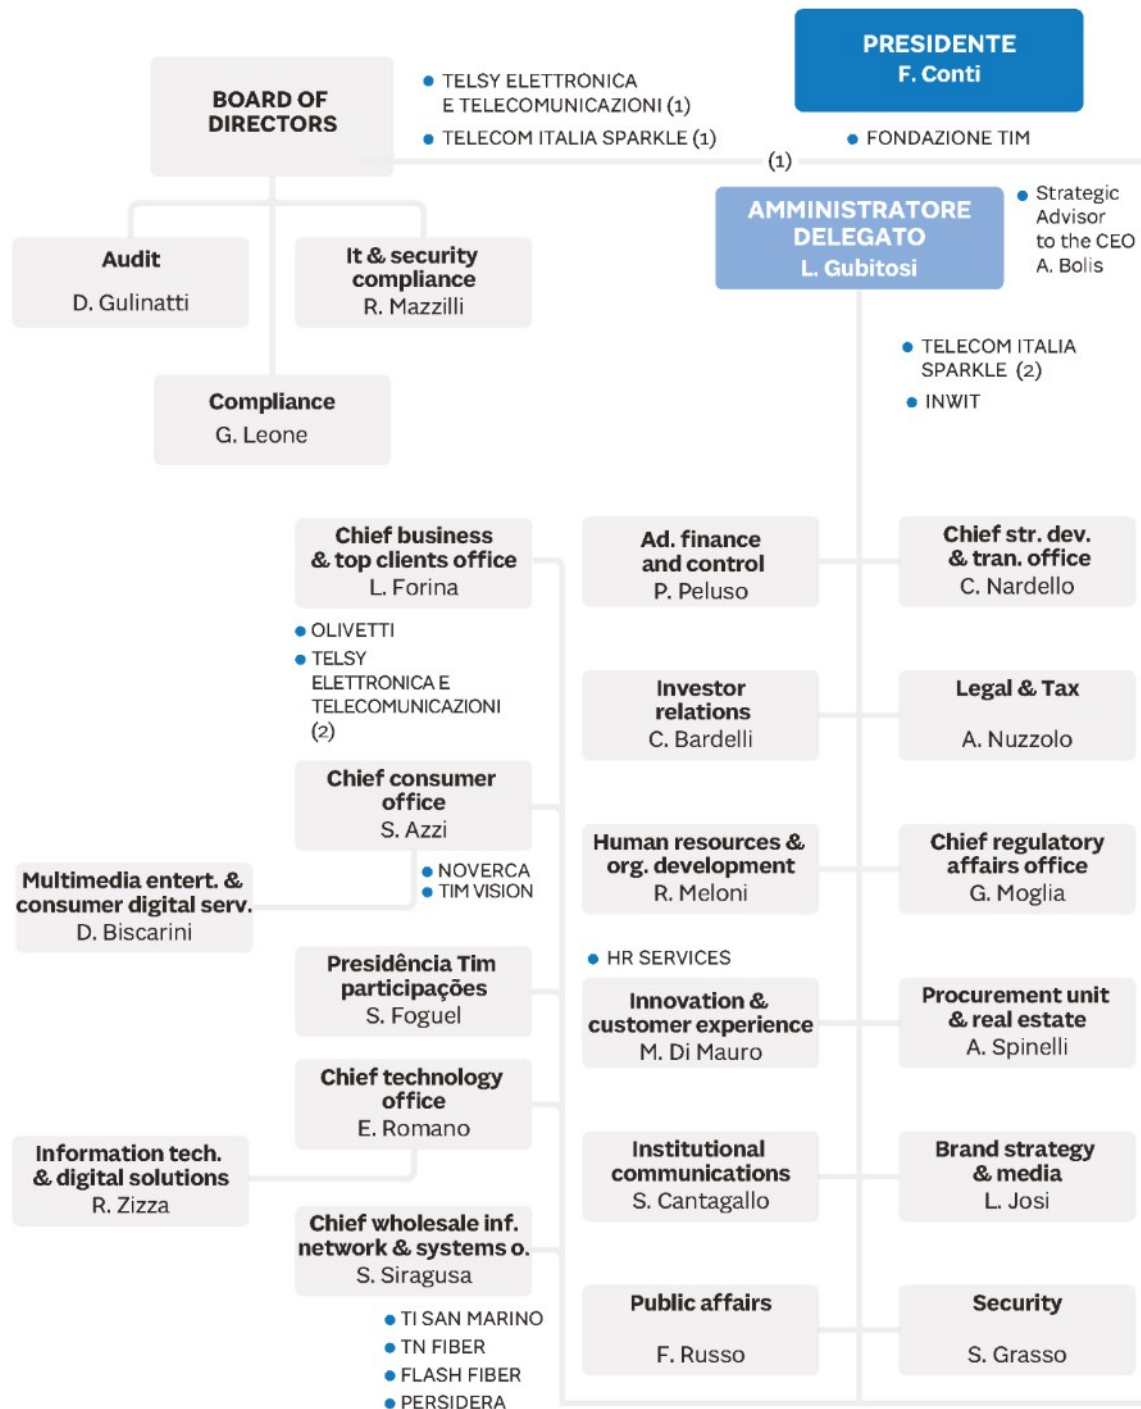 PRESIDENTE
F. Conti
BOARD OF
DIRECTORS
TELSY ELETTRONICA
E TELECOMUNICAZIONI (1)
TELECOM ITALIA SPARKLE (1)
FONDAZIONE TIM
(1)
AMMINISTRATORE
DELEGATO
L. Gubitosi
Strategic
Advisor
to the CEO
A. Bolis
Audit
D. Gulinatti
It & security
compliance
R. Mazzilli
Compliance
G. Leone
TELECOM ITALIA
SPARKLE (2)
INWIT
Chief business
& top clients office
L. Forina
OLIVETTI
TELSY
ELETTRONICA E
TELECOMUNICAZIONI
(2)
Ad. finance
and control
P. Peluso
Chief str. dev.
& tran. office
C. Nardello
Investor
relations
C. Bardelli
Legal & Tax
A. Nuzzolo
Chief consumer
office
S. Azzi
NOVERCA
TIM VISION
Multimedia entert. &
consumer digital serv.
D. Biscarini
Human resources &
org. development
R. Meloni
HR SERVICES
Chief regulatory
affairs office
G. Moglia
Presidência Tim
participações
S. Foguel
Innovation &
customer experience
M. Di Mauro
Procurement unit
& real estate
A. Spinelli
Chief technology
office
E. Romano
Information tech.
& digital solutions
R. Zizza
Institutional
communications
S. Cantagallo
Brand strategy
& media
L. Josi
Chief wholesale inf.
network & systems o.
S. Siragusa
TI SAN MARINO
TN FIBER
FLASH FIBER
PERSIDERA
Public affairs
F. Russo
Security
S. Grasso